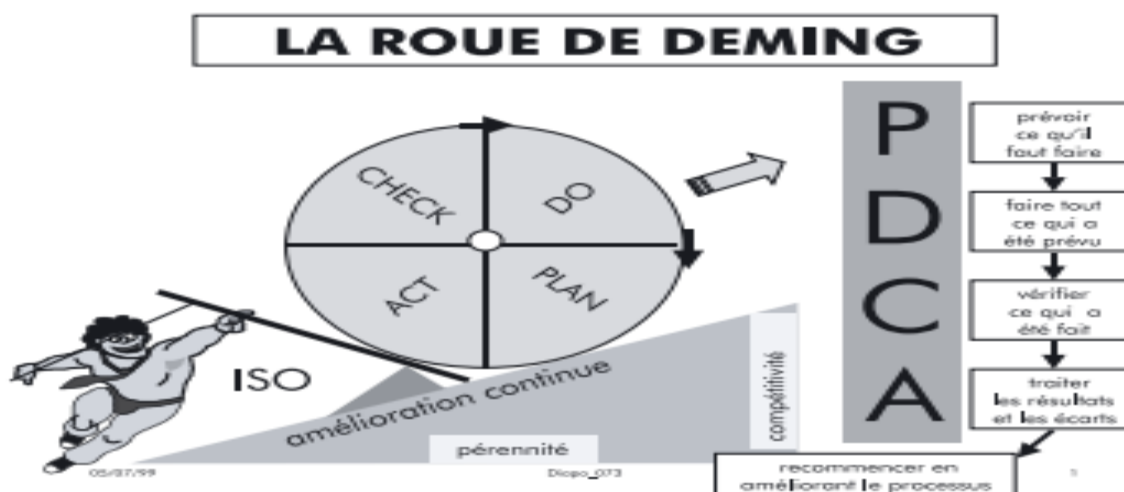 LA ROUE DE DEMING
CHECK
DO
ACT
PLAN
ISO
amélioration continue
pérennité
compétitivité
P
D
C
A
prévoir
ce qu'il
faut faire
faire tout
ce qui a
été prévu
vérifier
ce qui a
été fait
traiter
les résultats
et les écarts
recommencer en
améliorant le processus
05/07/99
Diapo_073
1